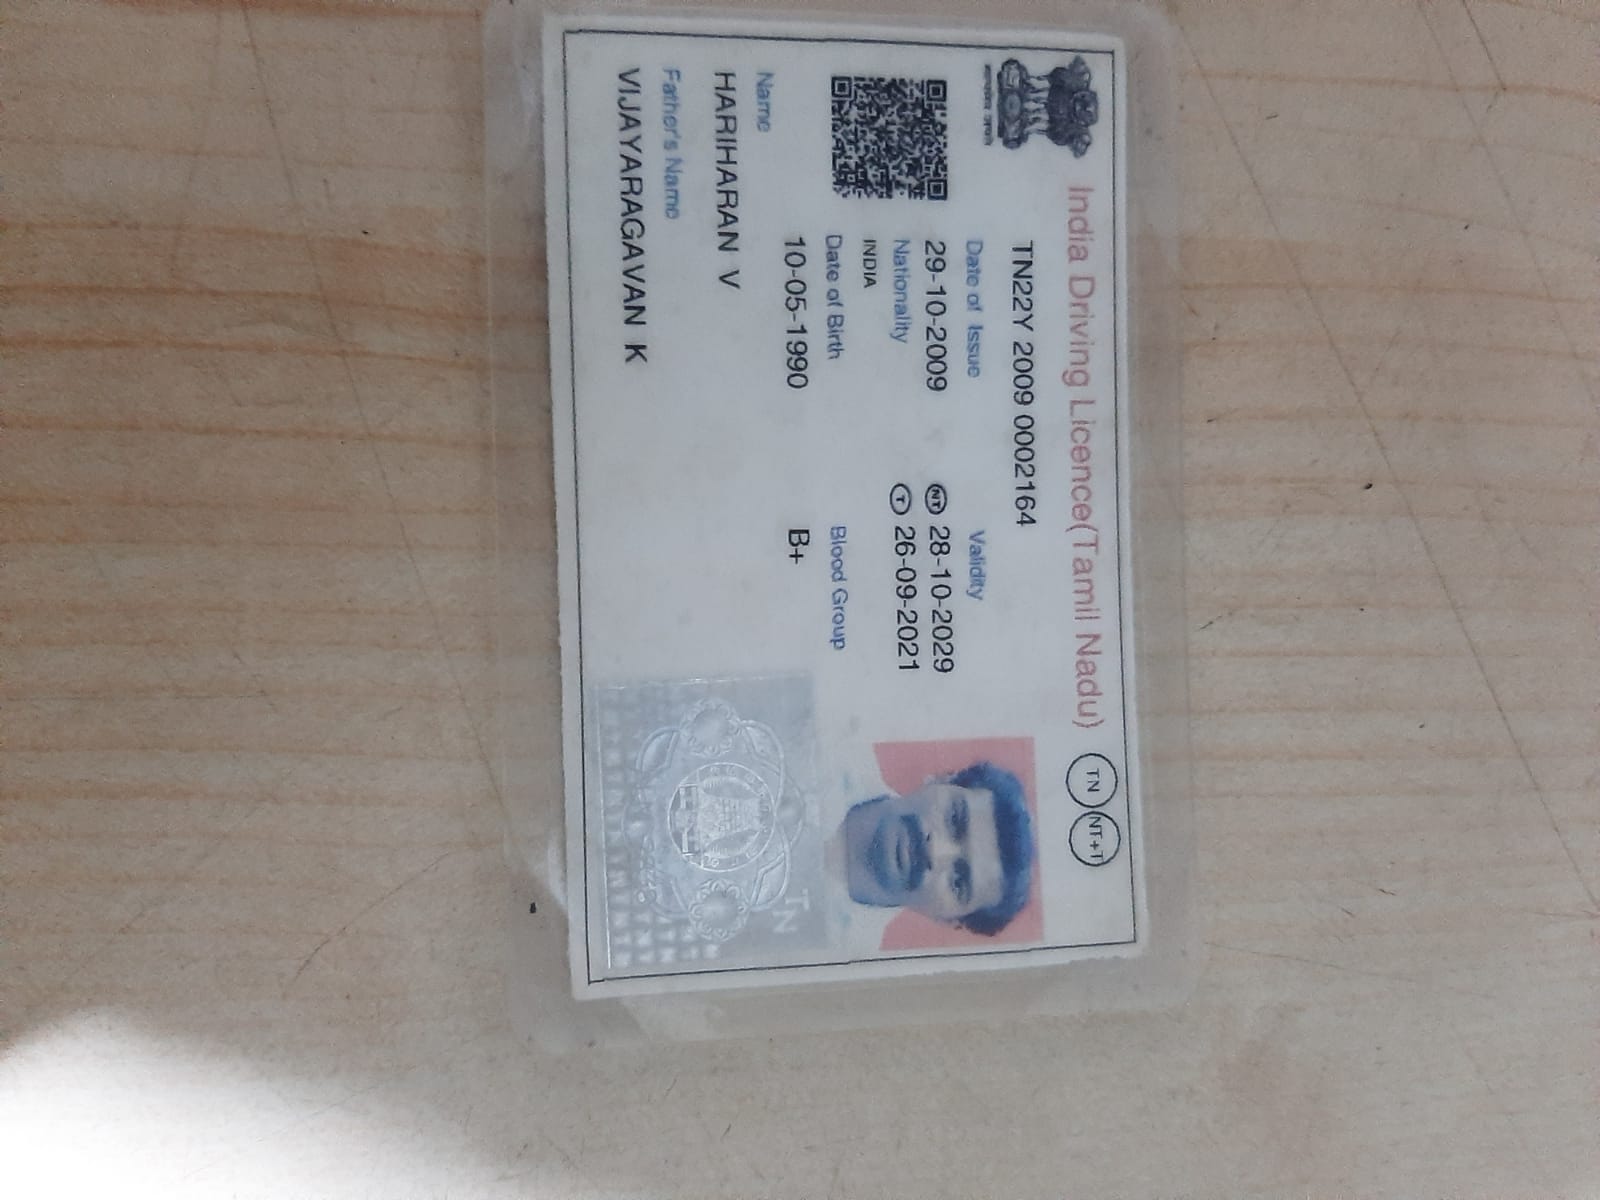 India Driving Licence(Tamil Nadu) TN NT+T
TN22Y 2009 0002164
Date of Issue Validity
29-10-2009 NT 28-10-2029
Nationality T 26-09-2021
INDIA
Date of Birth Blood Group
10-05-1990 B+
Name
HARIHARAN V
Father's Name
VIJAYARAGAVAN K
TN